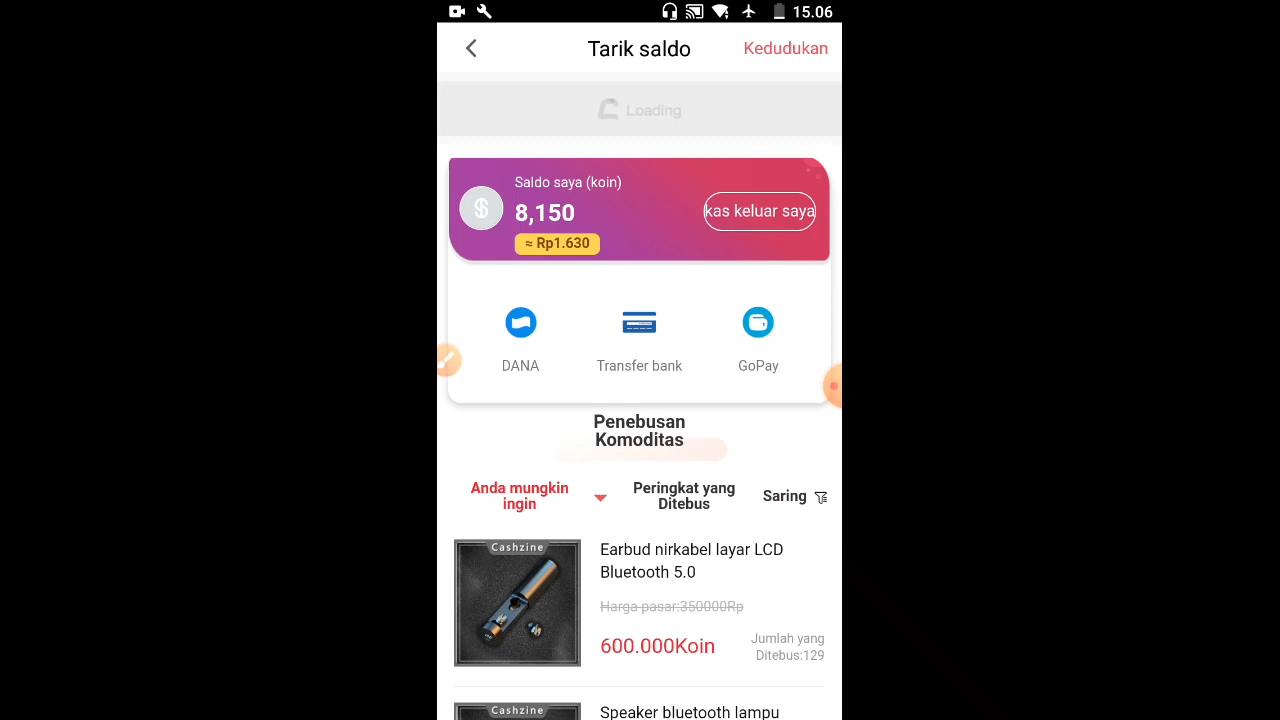 15.06
Tarik saldo
Kedudukan
Loading
Saldo saya (koin)
8,150
≈ Rp1.630
kas keluar saya
DANA
Transfer bank
GoPay
Penebusan
Komoditas
Anda mungkin
ingin
Peringkat yang
Ditebus
Saring
Cashzine
Earbud nirkabel layar LCD
Bluetooth 5.0
Harga pasar:350000Rp
600.000Koin
Jumlah yang
Ditebus:129
Cashzine
Speaker bluetooth lampu